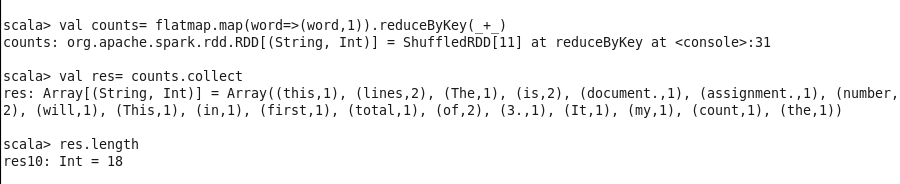 scala> val counts= flatmap.map(word=>(word,1)).reduceByKey(_+_)
counts: org.apache.spark.rdd.RDD[(String, Int)] = ShuffledRDD[11] at reduceByKey at <console>:31
scala> val res= counts.collect
res: Array[(String, Int)] = Array((this,1), (lines,2), (The,1), (is,2), (document.,1), (assignment.,1), (number,
2), (will,1), (This,1), (in,1), (first,1), (total,1), (of,2), (3.,1), (It,1), (my,1), (count,1), (the,1))
scala> res.length
res10: Int = 18